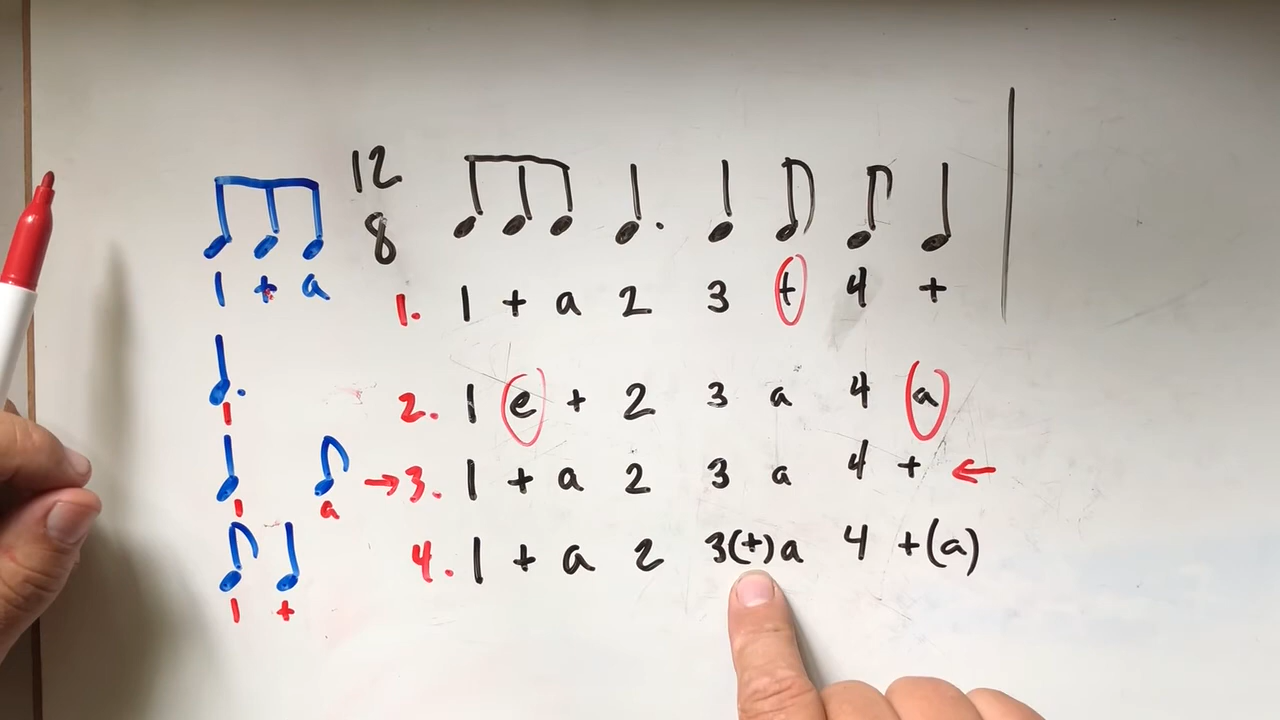 12
8
1 + a
1. 1 + a 2 3 + 4 +
1
2. 1 e + 2 3 a 4 a
1 a → 3. 1 + a 2 3 a 4 + ←
4. 1 + a 2 3(+)a 4 +(a)
1 +